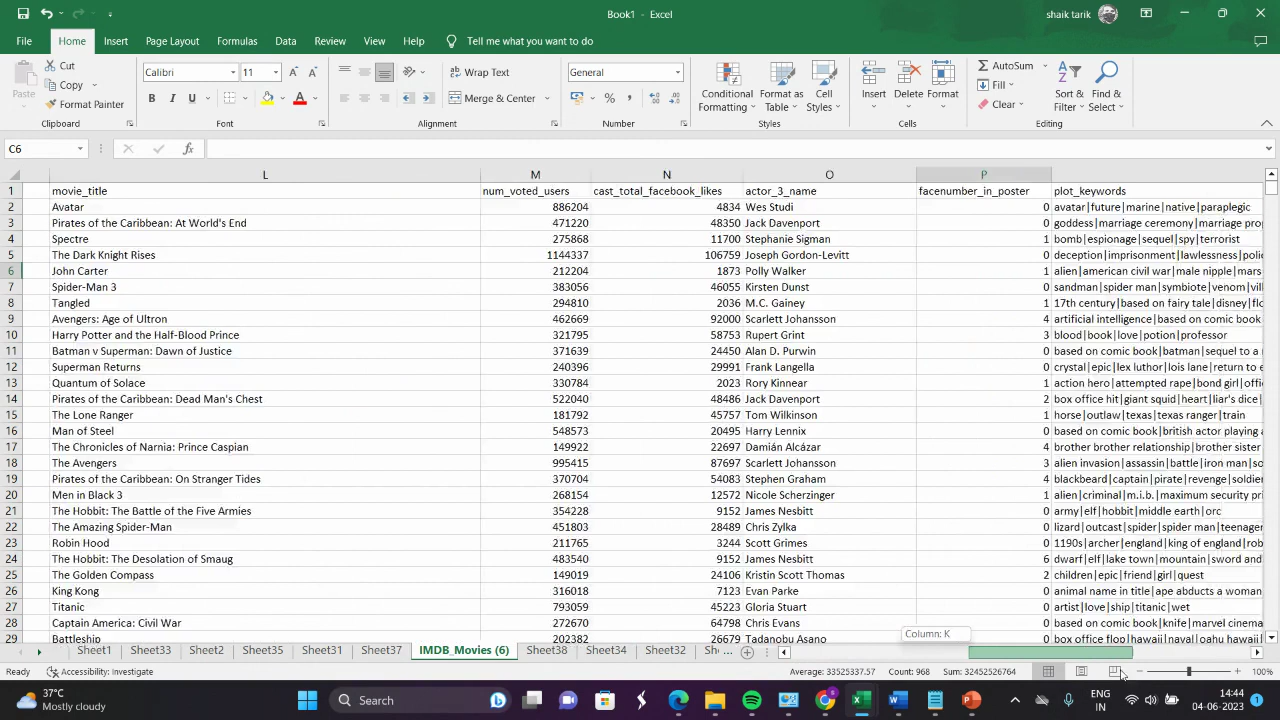 Book1 - Excel
shaik tarik
File Home Insert Page Layout Formulas Data Review View Help Tell me what you want to do
Cut
Copy
Format Painter
Paste
Clipboard
Calibri 11
B I U
Font
Wrap Text
Merge & Center
Alignment
General
Number
Conditional Formatting
Format as Table
Cell Styles
Styles
Insert Delete Format
Cells
AutoSum
Fill
Clear
Sort & Filter
Find & Select
Editing
C6
L M N O P
1 movie_title num_voted_users cast_total_facebook_likes actor_3_name facenumber_in_poster plot_keywords
2 Avatar 886204 4834 Wes Studi 0 avatar|future|marine|native|paraplegic
3 Pirates of the Caribbean: At World's End 471220 48350 Jack Davenport 0 goddess|marriage ceremony|marriage pro
4 Spectre 275868 11700 Stephanie Sigman 1 bomb|espionage|sequel|spy|terrorist
5 The Dark Knight Rises 1144337 106759 Joseph Gordon-Levitt 0 deception|imprisonment|lawlessness|poli
6 John Carter 212204 1873 Polly Walker 1 alien|american civil war|male nipple|mars
7 Spider-Man 3 383056 46055 Kirsten Dunst 0 sandman|spider man|symbiote|venom|vil
8 Tangled 294810 2036 M.C. Gainey 1 17th century|based on fairy tale|disney|flo
9 Avengers: Age of Ultron 462669 92000 Scarlett Johansson 4 artificial intelligence|based on comic book
10 Harry Potter and the Half-Blood Prince 321795 58753 Rupert Grint 3 blood|book|love|potion|professor
11 Batman v Superman: Dawn of Justice 371639 24450 Alan D. Purwin 0 based on comic book|batman|sequel to a
12 Superman Returns 240396 29991 Frank Langella 0 crystal|epic|lex luthor|lois lane|return to e
13 Quantum of Solace 330784 2023 Rory Kinnear 1 action hero|attempted rape|bond girl|offi
14 Pirates of the Caribbean: Dead Man's Chest 522040 48486 Jack Davenport 2 box office hit|giant squid|heart|liar's dice
15 The Lone Ranger 181792 45757 Tom Wilkinson 1 horse|outlaw|texas|texas ranger|train
16 Man of Steel 548573 20495 Harry Lennix 0 based on comic book|british actor playing a
17 The Chronicles of Narnia: Prince Caspian 149922 22697 Damián Alcázar 4 brother brother relationship|brother sister
18 The Avengers 995415 87697 Scarlett Johansson 3 alien invasion|assassin|battle|iron man|s
19 Pirates of the Caribbean: On Stranger Tides 370704 54083 Stephen Graham 4 blackbeard|captain|pirate|revenge|soldier
20 Men in Black 3 268154 12572 Nicole Scherzinger 1 alien|criminal|m.i.b.|maximum security pri
21 The Hobbit: The Battle of the Five Armies 354228 9152 James Nesbitt 0 army|elf|hobbit|middle earth|orc
22 The Amazing Spider-Man 451803 28489 Chris Zylka 0 lizard|outcast|spider|spider man|teenager
23 Robin Hood 211765 3244 Scott Grimes 0 1190s|archer|england|king of england|rob
24 The Hobbit: The Desolation of Smaug 483540 9152 James Nesbitt 6 dwarf|elf|lake town|mountain|sword and
25 The Golden Compass 149019 24106 Kristin Scott Thomas 2 children|epic|friend|girl|quest
26 King Kong 316018 7123 Evan Parke 0 animal name in title|ape abducts a woman
27 Titanic 793059 45223 Gloria Stuart 0 artist|love|ship|titanic|wet
28 Captain America: Civil War 272670 64798 Chris Evans 0 based on comic book|knife|marvel cinema
29 Battleship 202382 26679 Tadanobu Asano 0 box office flop|hawaii|naval|oahu hawaii|
Column: K
Sheet1 Sheet33 Sheet2 Sheet35 Sheet31 Sheet37 IMDB_Movies (6) Sheet38 Sheet34 Sheet32 Sh ...
Ready Accessibility: Investigate Average: 33525337.57 Count: 968 Sum: 32452526764 100%
37°C
Haze
Search
ENG
IN
14:44
04-06-2023